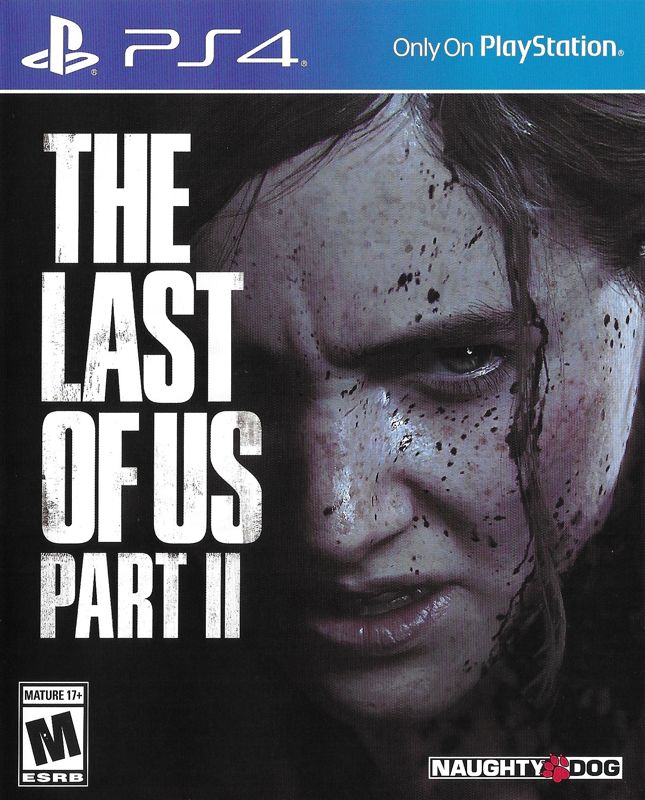 PS4
Only On PlayStation®
THE
LAST
OF US
PART II
MATURE 17+
M
ESRB
NAUGHTY DOG